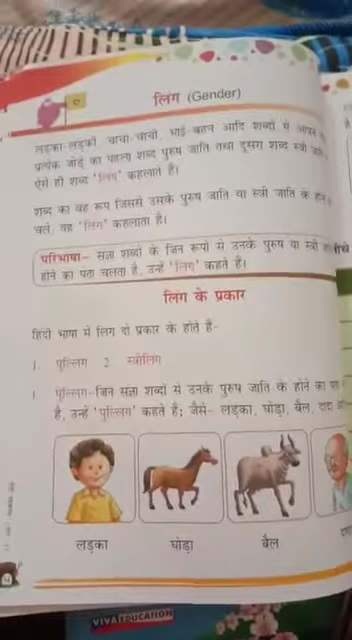 लिंग (Gender)
लड़का-लड़की, चाचा-चाची, भाई-बहन आदि शब्दों में आपने
प्रत्येक जोड़े का पहला शब्द पुरुष जाति तथा दूसरा शब्द स्त्री
ऐसे ही शब्द 'लिंग' कहलाते हैं।
शब्द का वह रूप जिससे उसके पुरुष जाति या स्त्री जाति के होने
चले, वह 'लिंग' कहलाता है।
परिभाषा– संज्ञा शब्दों के जिन रूपों से उनके पुरुष या स्त्री
होने का पता चलता है, उन्हें 'लिंग' कहते हैं।
लिंग के प्रकार
हिंदी भाषा में लिंग दो प्रकार के होते हैं-
1. पुल्लिंग 2. स्त्रीलिंग
1. पुल्लिंग–जिन संज्ञा शब्दों से उनके पुरुष जाति के होने का
है, उन्हें 'पुल्लिंग' कहते हैं; जैसे- लड़का, घोड़ा, बैल, दादा
लड़का घोड़ा बैल
VIVA EDUCATION